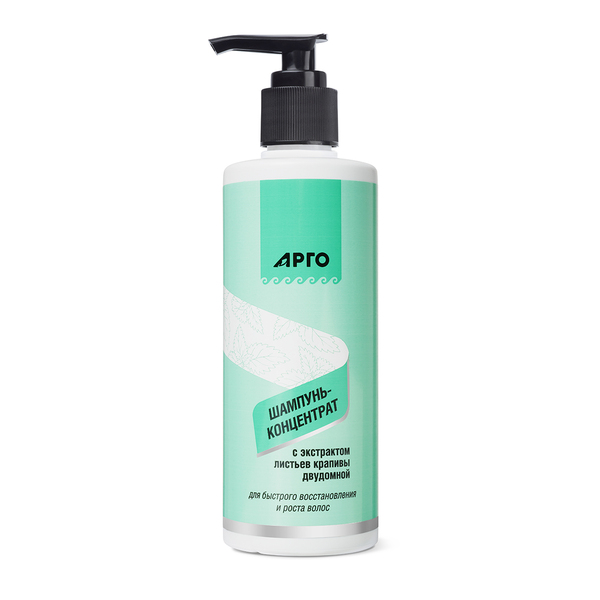 АРГО
ШАМПУНЬ-
КОНЦЕНТРАТ
с экстрактом
листьев крапивы
двудомной
для быстрого восстановления
и роста волос